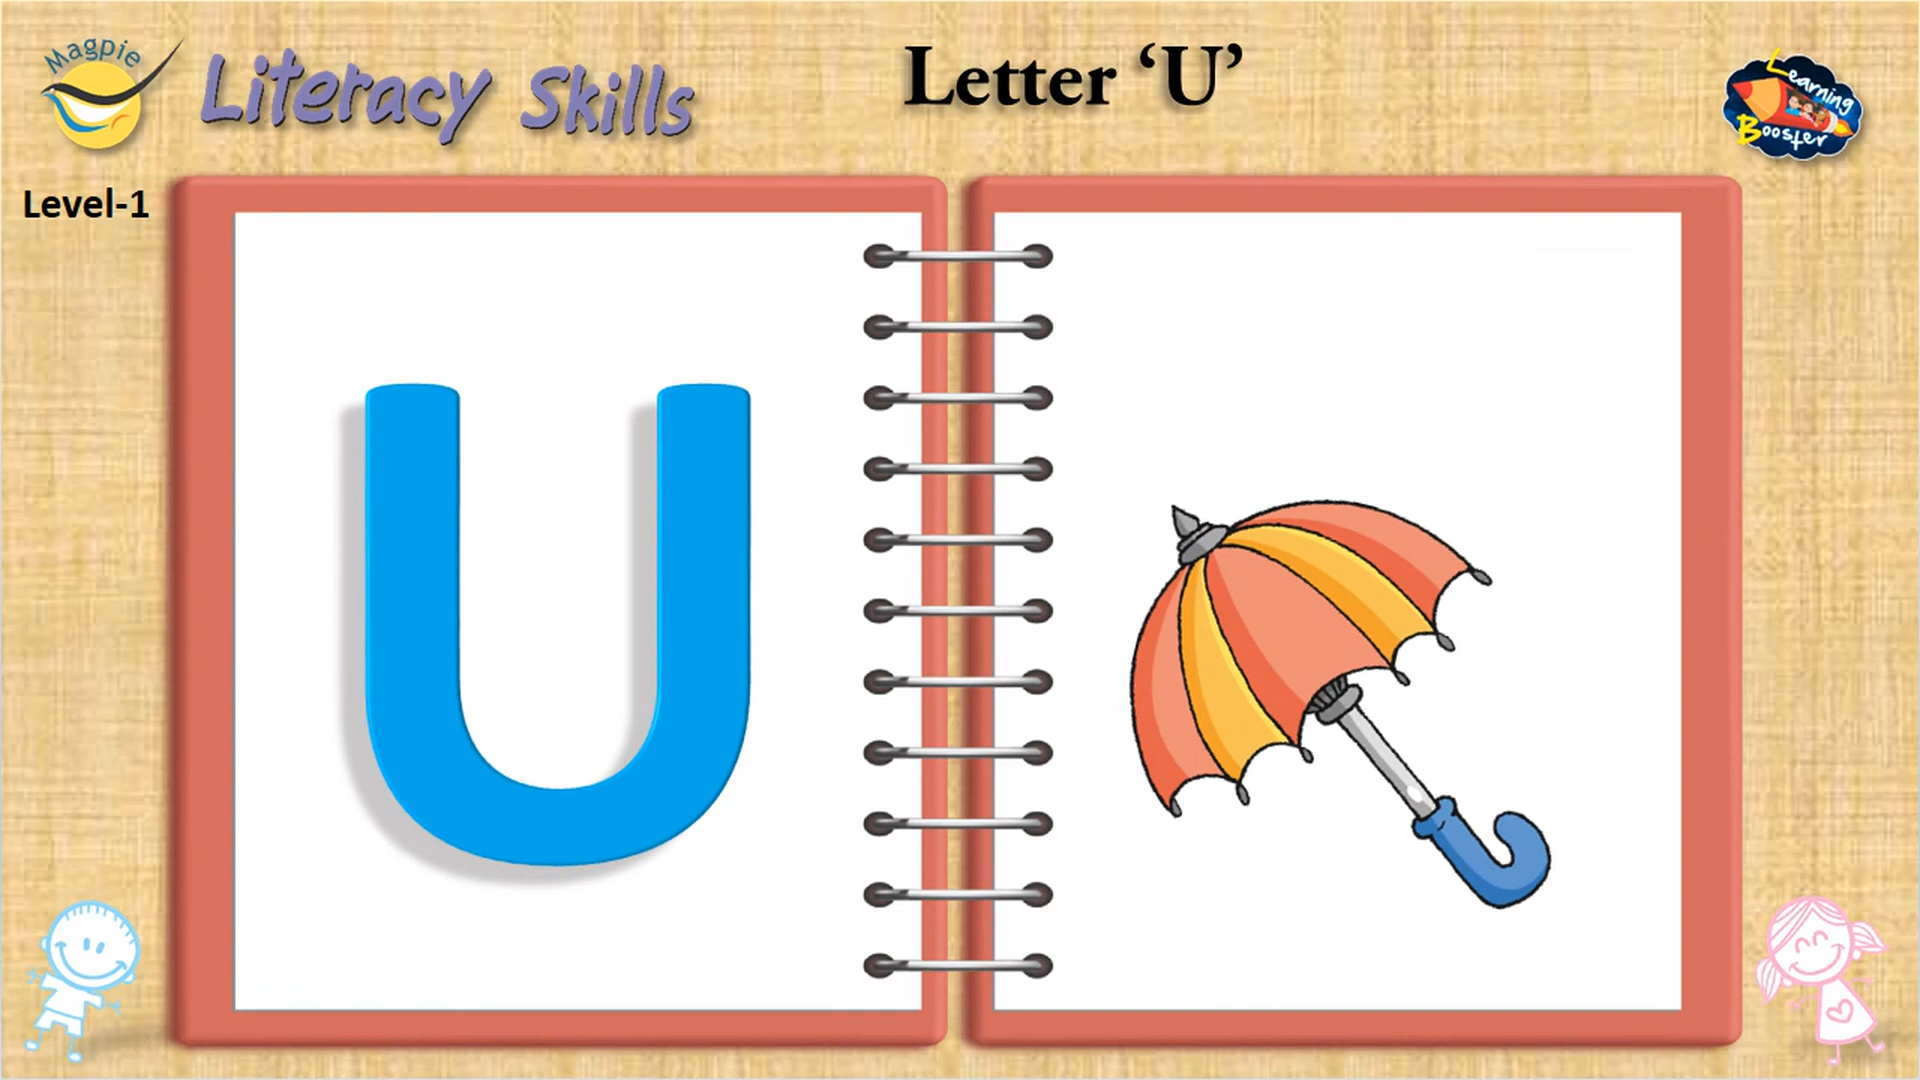 Magpie
Literacy Skills
Letter ‘U’
Learning
Booster
Level-1
U